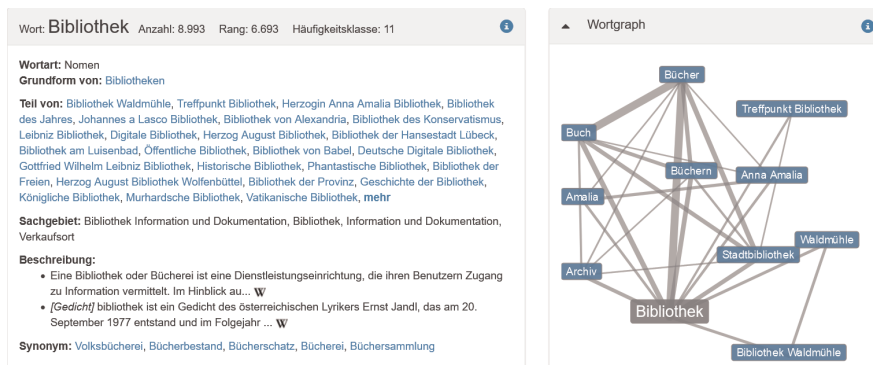 Wort: Bibliothek Anzahl: 8.993 Rang: 6.693 Häufigkeitsklasse: 11
Wortart: Nomen
Grundform von: Bibliotheken
Teil von: Bibliothek Waldmühle, Treffpunkt Bibliothek, Herzogin Anna Amalia Bibliothek, Bibliothek
des Jahres, Johannes a Lasco Bibliothek, Bibliothek von Alexandria, Bibliothek des Konservatismus,
Leibniz Bibliothek, Digitale Bibliothek, Herzog August Bibliothek, Bibliothek der Hansestadt Lübeck,
Bibliothek am Luisenbad, Öffentliche Bibliothek, Bibliothek von Babel, Deutsche Digitale Bibliothek,
Gottfried Wilhelm Leibniz Bibliothek, Historische Bibliothek, Phantastische Bibliothek, Bibliothek der
Freien, Herzog August Bibliothek Wolfenbüttel, Bibliothek der Provinz, Geschichte der Bibliothek,
Königliche Bibliothek, Murhardsche Bibliothek, Vatikanische Bibliothek, mehr
Sachgebiet: Bibliothek Information und Dokumentation, Bibliothek, Information und Dokumentation,
Verkaufsort
Beschreibung:
• Eine Bibliothek oder Bücherei ist eine Dienstleistungseinrichtung, die ihren Benutzern Zugang
zu Information vermittelt. Im Hinblick au... W
• [Gedicht] bibliothek ist ein Gedicht des österreichischen Lyrikers Ernst Jandl, das am 20.
September 1977 entstand und im Folgejahr ... W
Synonym: Volksbücherei, Bücherbestand, Bücherschatz, Bücherei, Büchersammlung
Wortgraph
Bücher
Treffpunkt Bibliothek
Buch
Büchern
Anna Amalia
Amalia
Waldmühle
Stadtbibliothek
Archiv
Bibliothek
Bibliothek Waldmühle